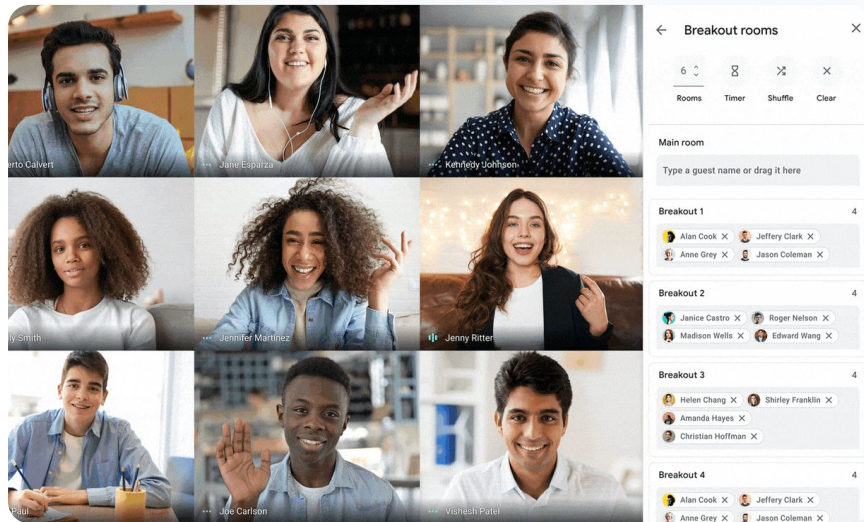 erto Calvert
Jane Esparza
Kennedy Johnson
ly Smith
Jennifer Martinez
Jenny Ritter
Paul
Joe Carlson
Vishesh Patel
Breakout rooms
6
Rooms
Timer
Shuffle
Clear
Main room
Type a guest name or drag it here
Breakout 1 4
Alan Cook Jeffery Clark
Anne Grey Jason Coleman
Breakout 2 4
Janice Castro Roger Nelson
Madison Wells Edward Wang
Breakout 3 4
Helen Chang Shirley Franklin
Amanda Hayes
Christian Hoffman
Breakout 4 4
Alan Cook Jeffery Clark
Anne Grey Jason Coleman